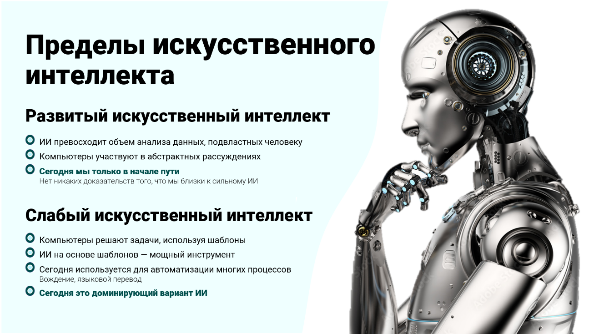 Пределы искусственного
интеллекта
Развитый искусственный интеллект
ИИ превосходит объем анализа данных, подвластных человеку
Компьютеры участвуют в абстрактных рассуждениях
Сегодня мы только в начале пути
Нет никаких доказательств того, что мы близки к сильному ИИ
Слабый искусственный интеллект
Компьютеры решают задачи, используя шаблоны
ИИ на основе шаблонов — мощный инструмент
Сегодня используется для автоматизации многих процессов
Вождение, языковой перевод
Сегодня это доминирующий вариант ИИ